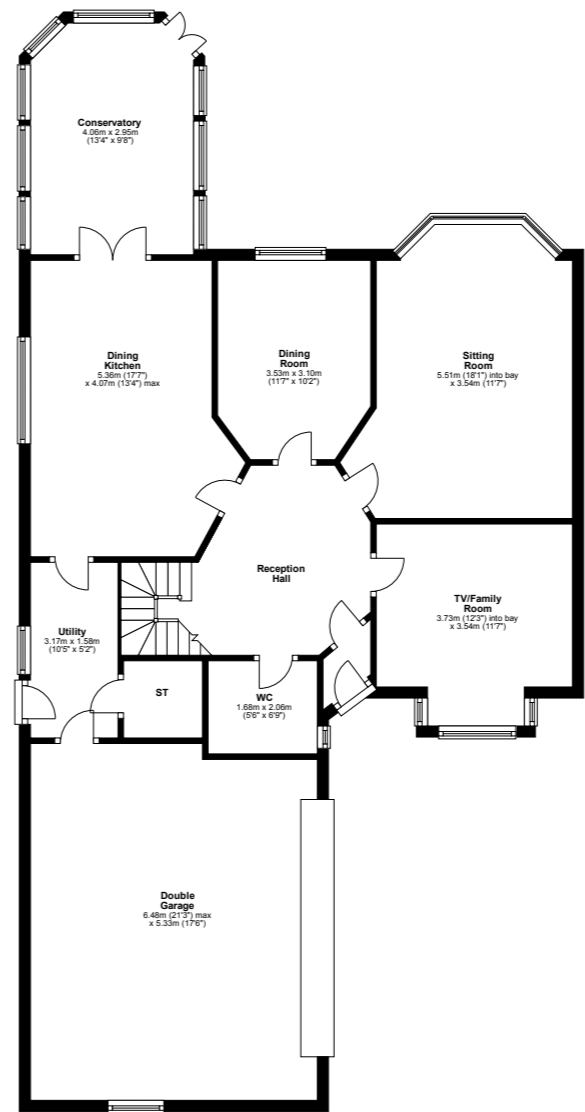 Conservatory
4.06m x 2.95m
(13'4" x 9'8")
Dining
Kitchen
5.36m (17'7")
x 4.07m (13'4") max
Dining
Room
3.53m x 3.10m
(11'7" x 10'2")
Sitting
Room
5.51m (18'1") into bay
x 3.54m (11'7")
Reception
Hall
TV/Family
Room
3.73m (12'3") into bay
x 3.54m (11'7")
Utility
3.17m x 1.58m
(10'5" x 5'2")
ST
WC
1.68m x 2.06m
(5'6" x 6'9")
Double
Garage
6.48m (21'3") max
x 5.33m (17'6")